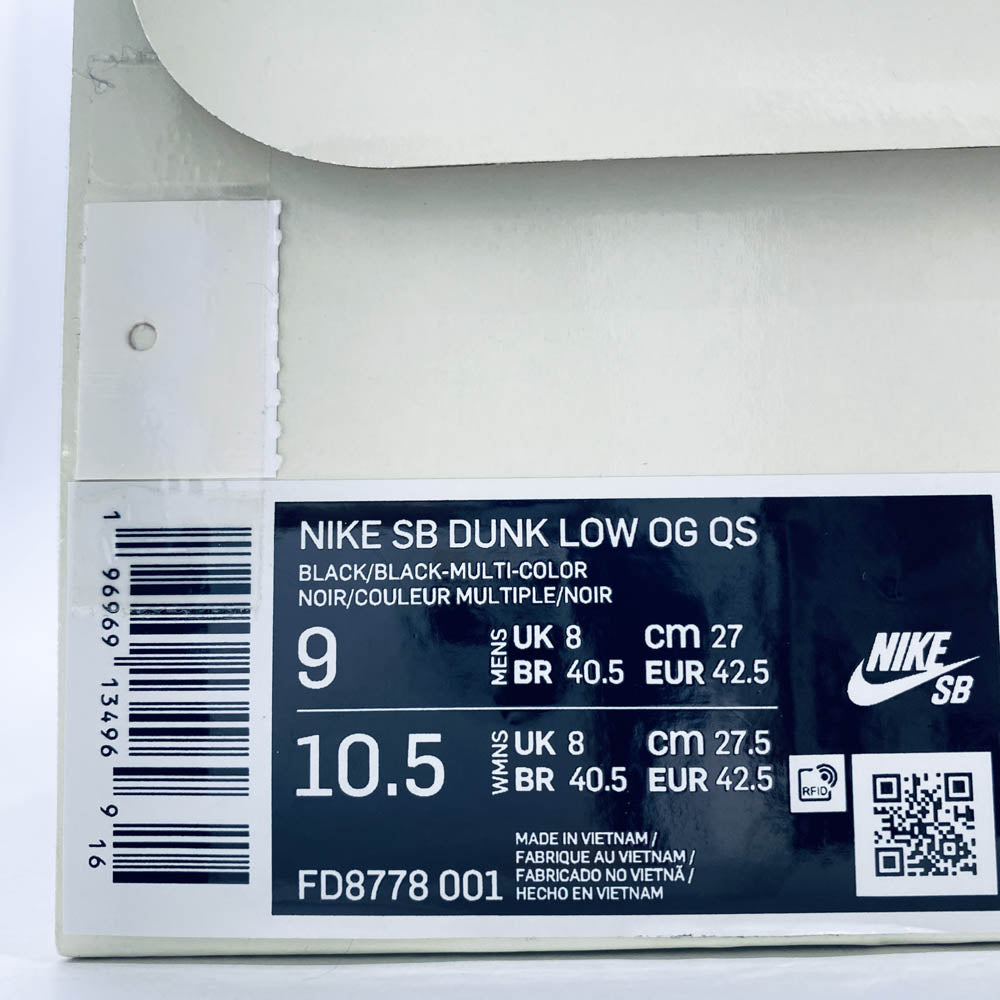 NIKE SB DUNK LOW OG QS
BLACK/BLACK-MULTI-COLOR
NOIR/COULEUR MULTIPLE/NOIR
9 MENS UK 8 cm 27
BR 40.5 EUR 42.5
10.5 WMNS UK 8 cm 27.5
BR 40.5 EUR 42.5
MADE IN VIETNAM /
FABRIQUE AU VIETNAM /
FABRICADO NO VIETNÃ /
HECHO EN VIETNAM
FD8778 001
NIKE
SB
RFID
1 96969 13496 9 16